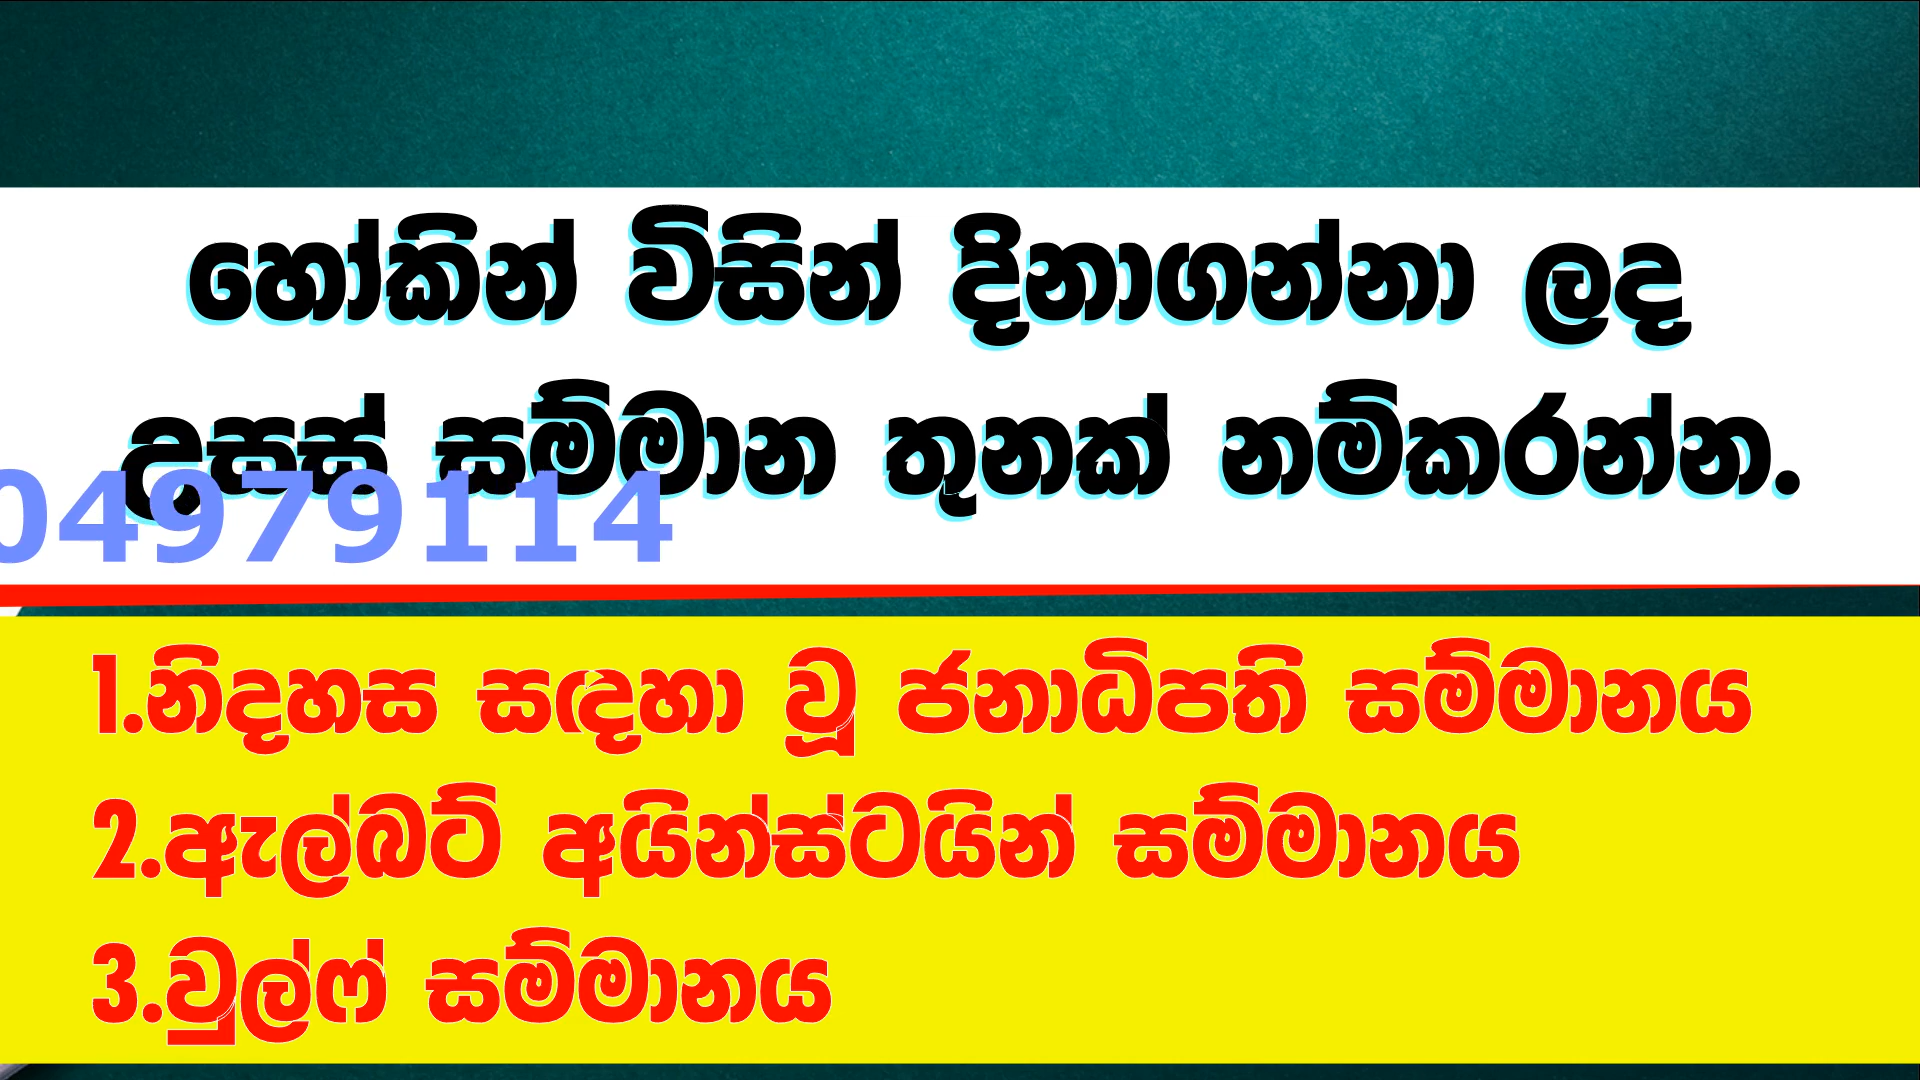 හෝකින් විසින් දිනාගන්නා ලද
උසස් සම්මාන තුනක් නම්කරන්න.
04979114
1.නිදහස සඳහා වූ ජනාධිපති සම්මානය
2.ඇල්බට් අයින්ස්ටයින් සම්මානය
3.වුල්ෆ් සම්මානය